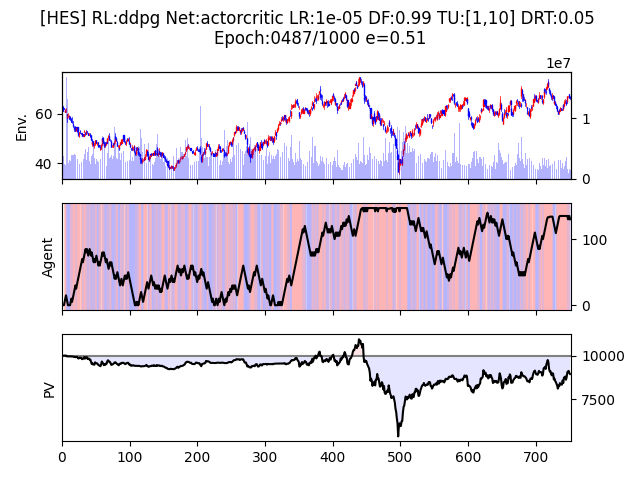 [HES] RL:ddpg Net:actorcritic LR:1e-05 DF:0.99 TU:[1,10] DRT:0.05
Epoch:0487/1000 e=0.51
1e7
Env.
60
40
1
0
Agent
100
0
PV
10000
7500
0 100 200 300 400 500 600 700